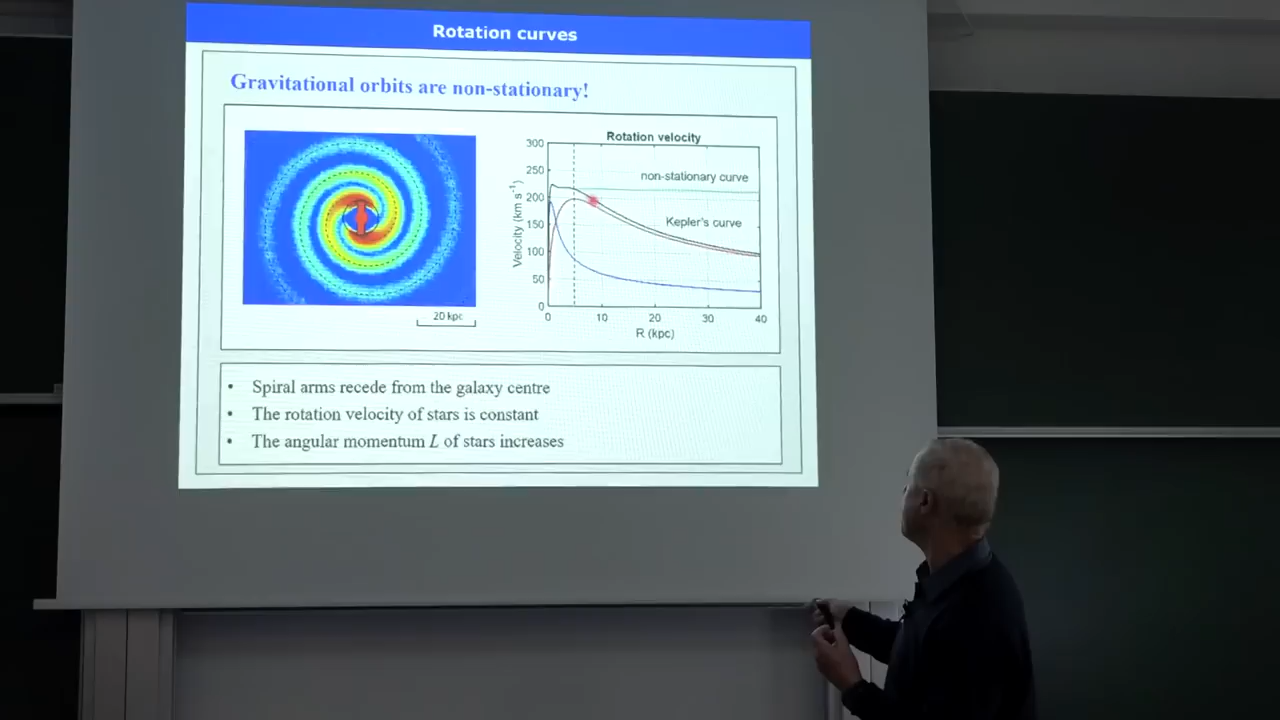 Rotation curves
Gravitational orbits are non-stationary!
20 kpc
Rotation velocity
300
250
200
150
100
50
0
Velocity (km s⁻¹)
non-stationary curve
Kepler's curve
0 10 20 30 40
R (kpc)
• Spiral arms recede from the galaxy centre
• The rotation velocity of stars is constant
• The angular momentum L of stars increases